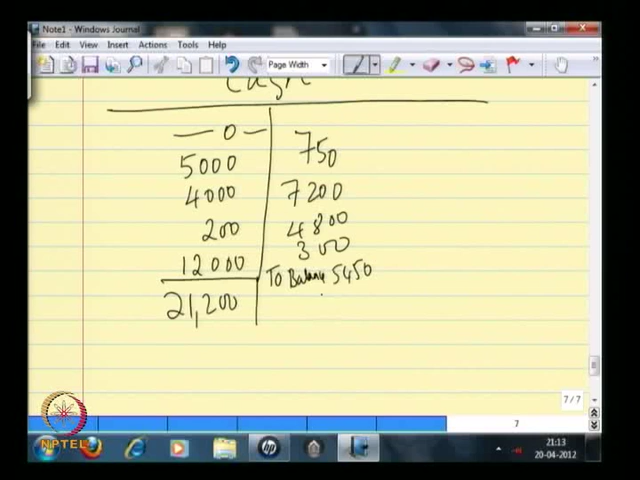 Note1 - Windows Journal
File Edit View Insert Actions Tools Help
Page Width
Cash
— 0 —
5000
4000
200
12000
21,200
750
7200
4800
300
To Balance 5450
7/7
7
NPTEL
21:13
20-04-2012